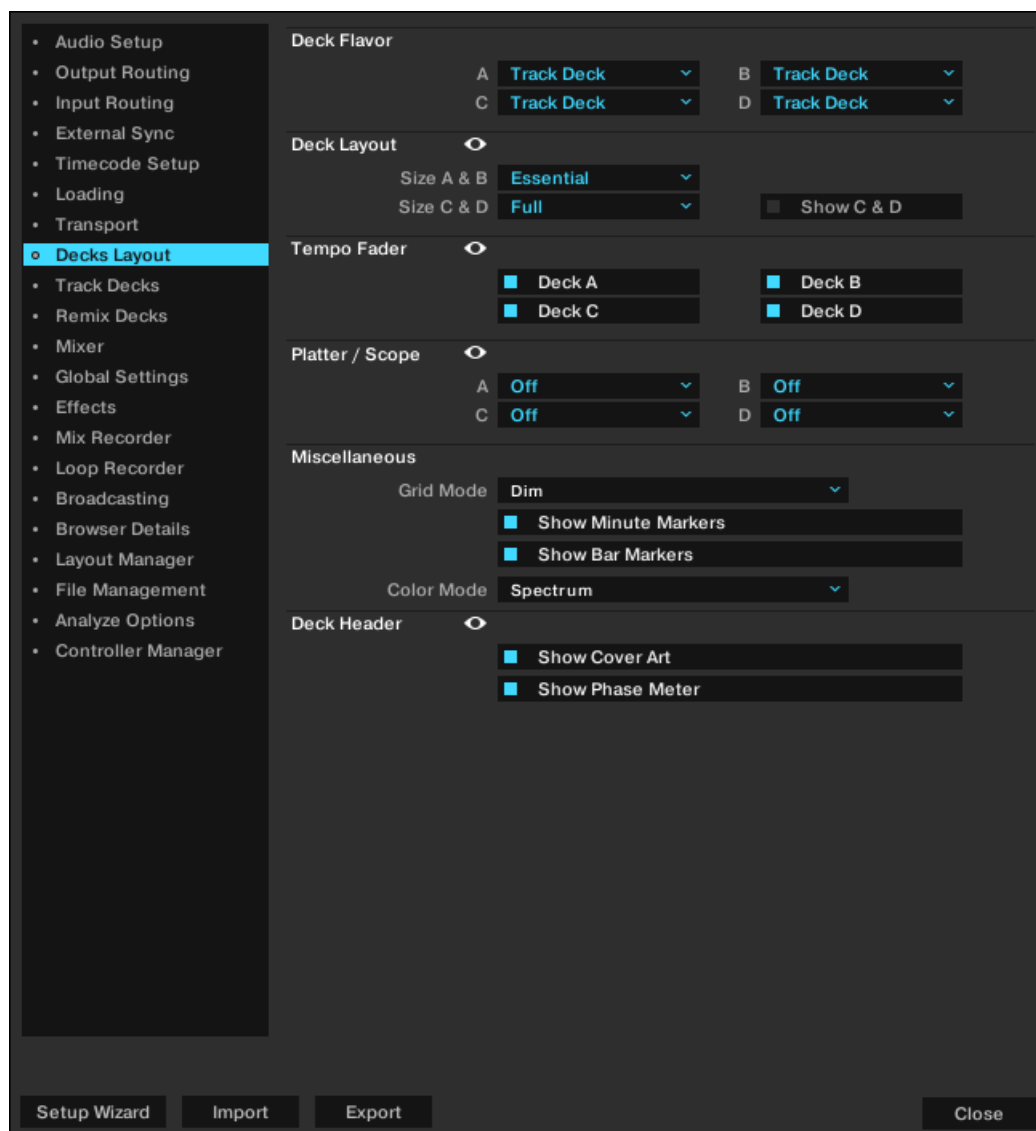 Audio Setup
Output Routing
Input Routing
External Sync
Timecode Setup
Loading
Transport
Decks Layout
Track Decks
Remix Decks
Mixer
Global Settings
Effects
Mix Recorder
Loop Recorder
Broadcasting
Browser Details
Layout Manager
File Management
Analyze Options
Controller Manager
Deck Flavor
A Track Deck B Track Deck
C Track Deck D Track Deck
Deck Layout
Size A & B Essential
Size C & D Full Show C & D
Tempo Fader
Deck A Deck B
Deck C Deck D
Platter / Scope
A Off B Off
C Off D Off
Miscellaneous
Grid Mode Dim
Show Minute Markers
Show Bar Markers
Color Mode Spectrum
Deck Header
Show Cover Art
Show Phase Meter
Setup Wizard Import Export Close